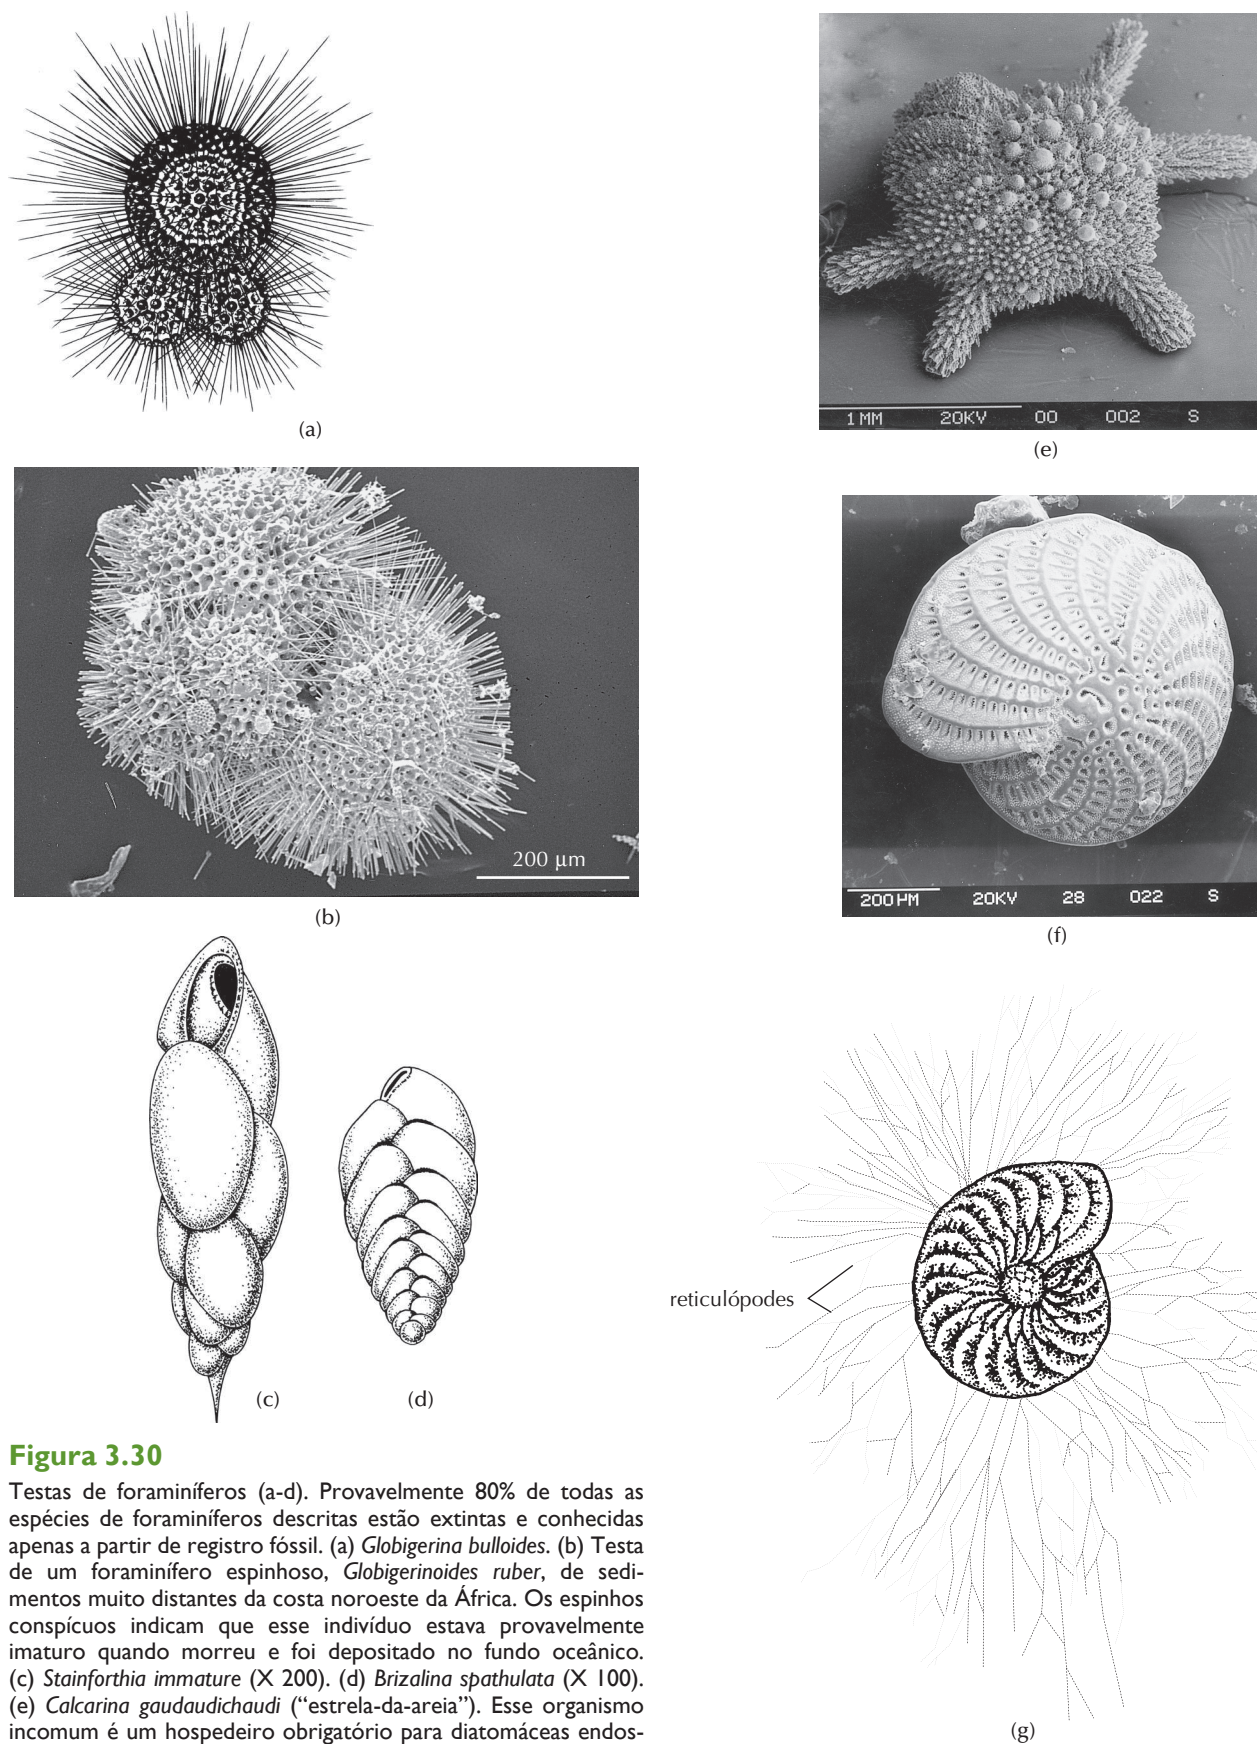 (a)
1MM 20KV 00 002 S
(e)
200 µm
(b)
200µM 20KV 28 022 S
(f)
reticulópodes
(c)
(d)
(g)
Figura 3.30
Testas de foraminíferos (a-d). Provavelmente 80% de todas as
espécies de foraminíferos descritas estão extintas e conhecidas
apenas a partir de registro fóssil. (a) Globigerina bulloides. (b) Testa
de um foraminífero espinhoso, Globigerinoides ruber, de sedi-
mentos muito distantes da costa noroeste da África. Os espinhos
conspícuos indicam que esse indivíduo estava provavelmente
imaturo quando morreu e foi depositado no fundo oceânico.
(c) Stainforthia immature (X 200). (d) Brizalina spathulata (X 100).
(e) Calcarina gaudaudichaudi (“estrela-da-areia”). Esse organismo
incomum é um hospedeiro obrigatório para diatomáceas endos-